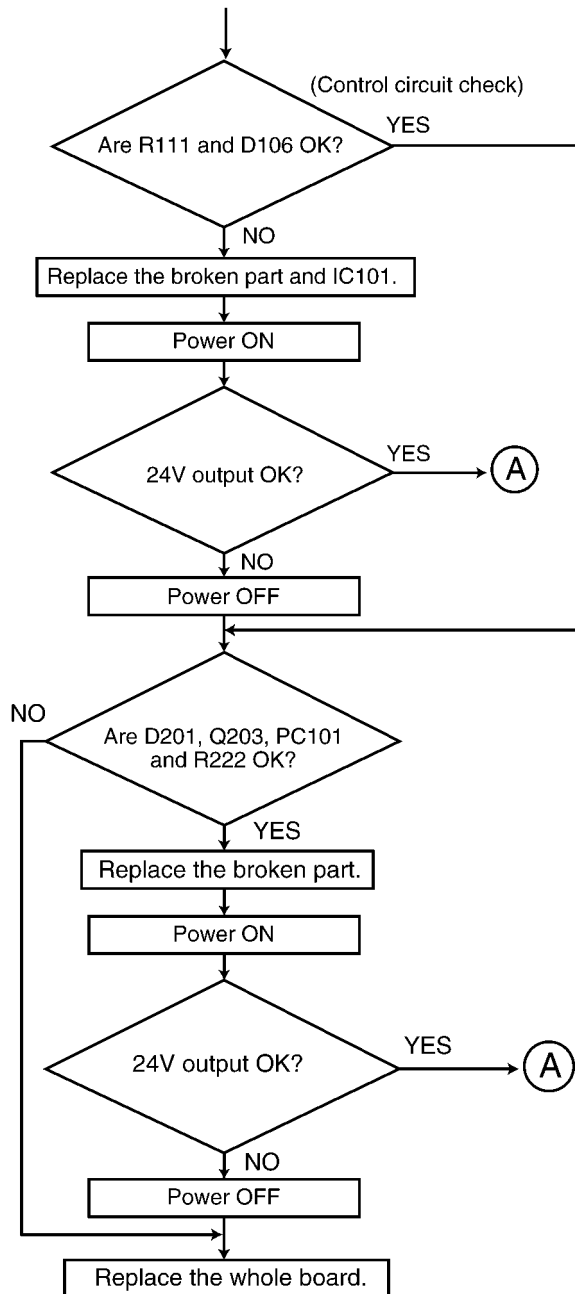 (Control circuit check)
YES
Are R111 and D106 OK?
NO
Replace the broken part and IC101.
Power ON
YES
24V output OK?
A
NO
Power OFF
NO
Are D201, Q203, PC101
and R222 OK?
YES
Replace the broken part.
Power ON
YES
24V output OK?
A
NO
Power OFF
Replace the whole board.